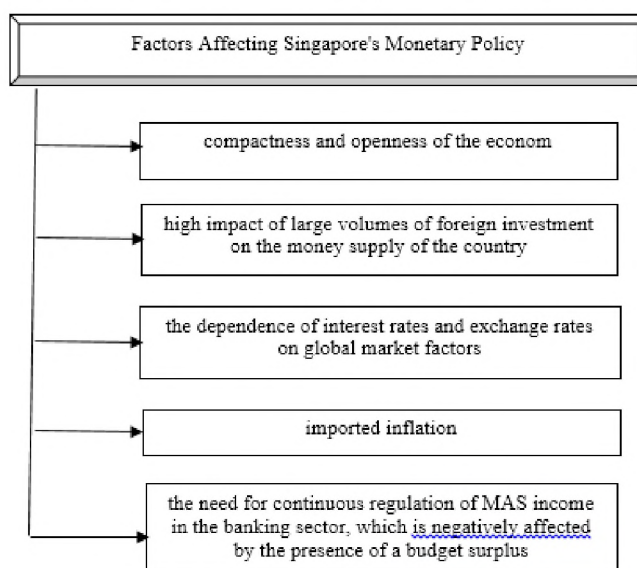 Factors Affecting Singapore's Monetary Policy
compactness and openness of the econom
high impact of large volumes of foreign investment
on the money supply of the country
the dependence of interest rates and exchange rates
on global market factors
imported inflation
the need for continuous regulation of MAS income
in the banking sector, which is negatively affected
by the presence of a budget surplus